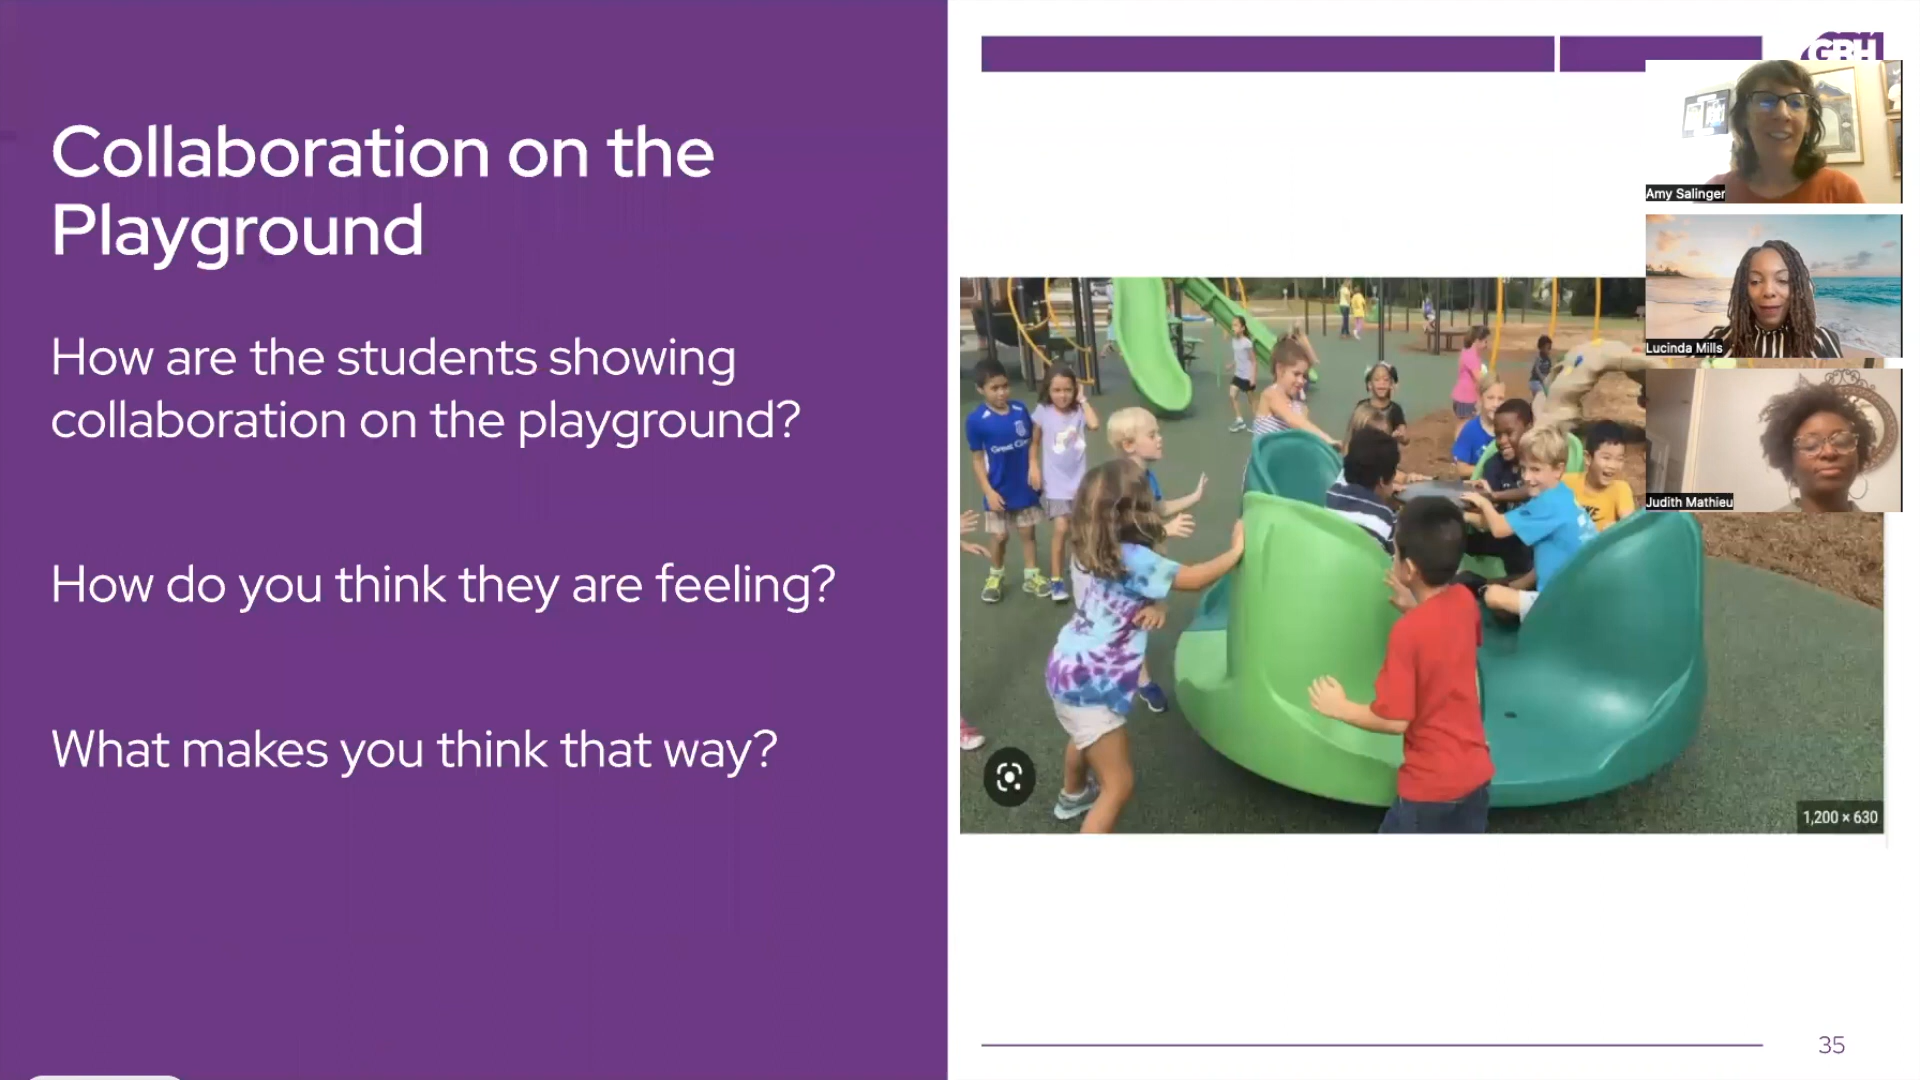 Collaboration on the
Playground
How are the students showing
collaboration on the playground?
How do you think they are feeling?
What makes you think that way?
GBH
Amy Salinger
Lucinda Mills
Judith Mathieu
1,200 × 630
35